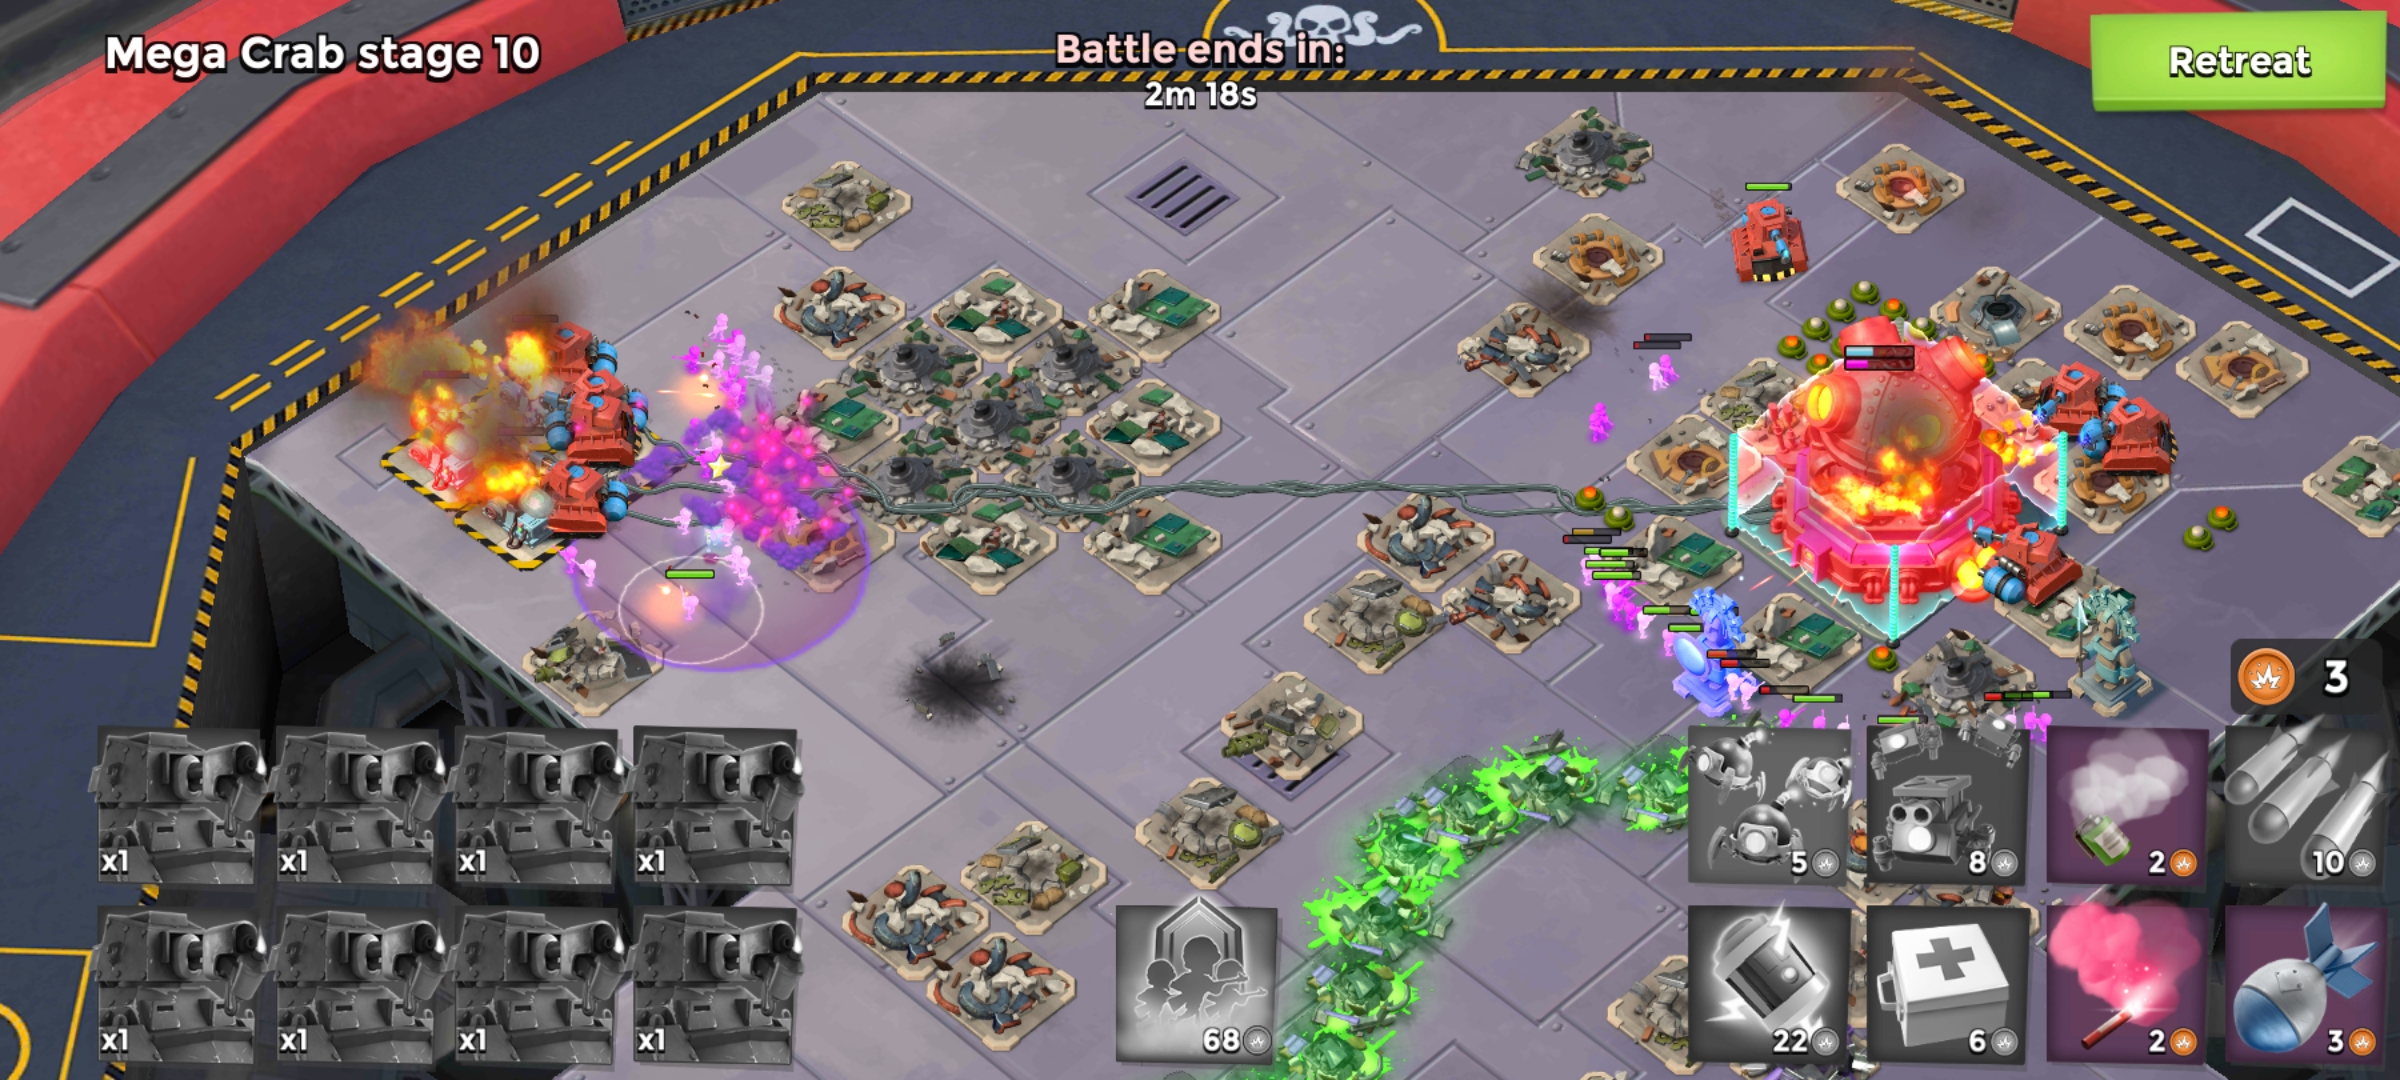 Mega Crab stage 10
Battle ends in:
2m 18s
Retreat
3
x1
x1
x1
x1
5
8
2
10
x1
x1
x1
x1
68
22
6
2
3